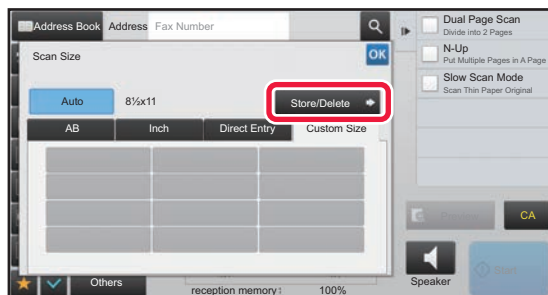 Address Book Address Fax Number
Scan Size
OK
Auto 8½x11 Store/Delete
AB Inch Direct Entry Custom Size
Others
reception memory: 100%
Dual Page Scan
Divide into 2 Pages
N-Up
Put Multiple Pages in A Page
Slow Scan Mode
Scan Thin Paper Original
CA
Speaker
Start